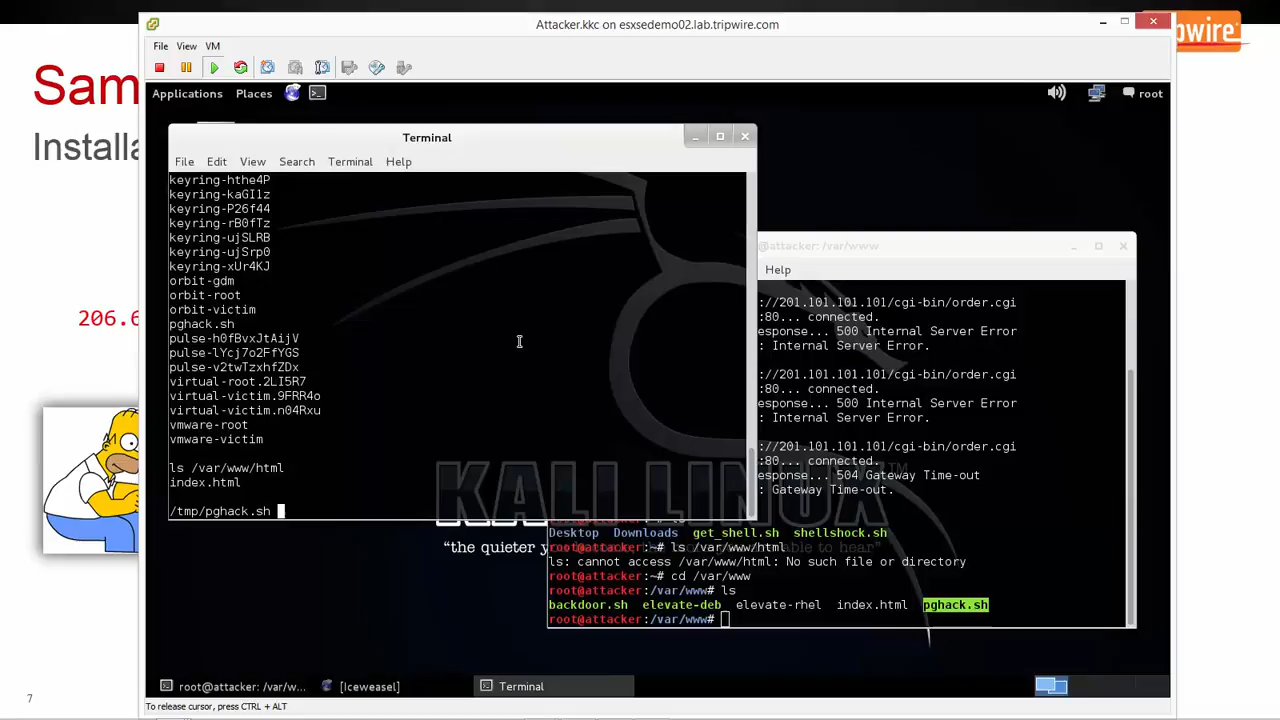 Attacker.kkc on esxsedemo02.lab.tripwire.com
pwire
File View VM
Sam
Installa
206.6
7
Applications Places root
Terminal
File Edit View Search Terminal Help
keyring-hthe4P
keyring-kaGI1z
keyring-P26f44
keyring-rB0fTz
keyring-ujSLRB
keyring-ujSrp0
keyring-xUr4KJ
orbit-gdm
orbit-root
orbit-victim
pghack.sh
pulse-h0fBvxJtAijV
pulse-lYcj7o2FfYGS
pulse-v2twTzxhfZDx
virtual-root.2LI5R7
virtual-victim.9FRR4o
virtual-victim.n04Rxu
vmware-root
vmware-victim
ls /var/www/html
index.html
/tmp/pghack.sh
@attacker: /var/www
Help
://201.101.101.101/cgi-bin/order.cgi
:80... connected.
esponse... 500 Internal Server Error
: Internal Server Error.
://201.101.101.101/cgi-bin/order.cgi
:80... connected.
esponse... 500 Internal Server Error
: Internal Server Error.
://201.101.101.101/cgi-bin/order.cgi
:80... connected.
esponse... 504 Gateway Time-out
: Gateway Time-out.
Desktop Downloads get_shell.sh shellshock.sh
root@attacker:~# ls /var/www/html
ls: cannot access /var/www/html: No such file or directory
root@attacker:~# cd /var/www
root@attacker:/var/www# ls
backdoor.sh elevate-deb elevate-rhel index.html pghack.sh
root@attacker:/var/www#
KALI LINUX™
“the quieter y able to hear”
root@attacker: /var/w... [Iceweasel] Terminal
To release cursor, press CTRL + ALT